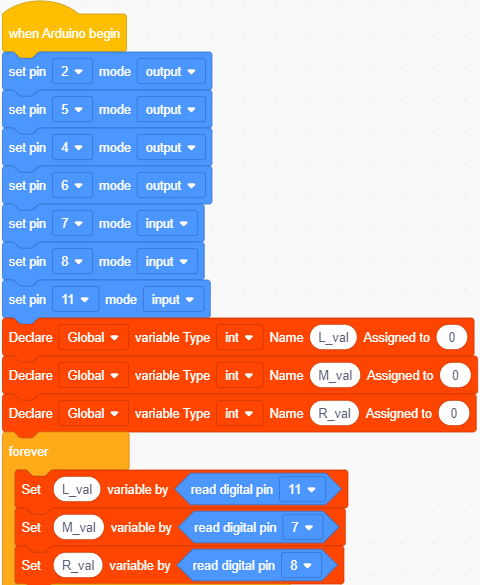 when Arduino begin
set pin 2 mode output
set pin 5 mode output
set pin 4 mode output
set pin 6 mode output
set pin 7 mode input
set pin 8 mode input
set pin 11 mode input
Declare Global variable Type int Name L_val Assigned to 0
Declare Global variable Type int Name M_val Assigned to 0
Declare Global variable Type int Name R_val Assigned to 0
forever
Set L_val variable by read digital pin 11
Set M_val variable by read digital pin 7
Set R_val variable by read digital pin 8